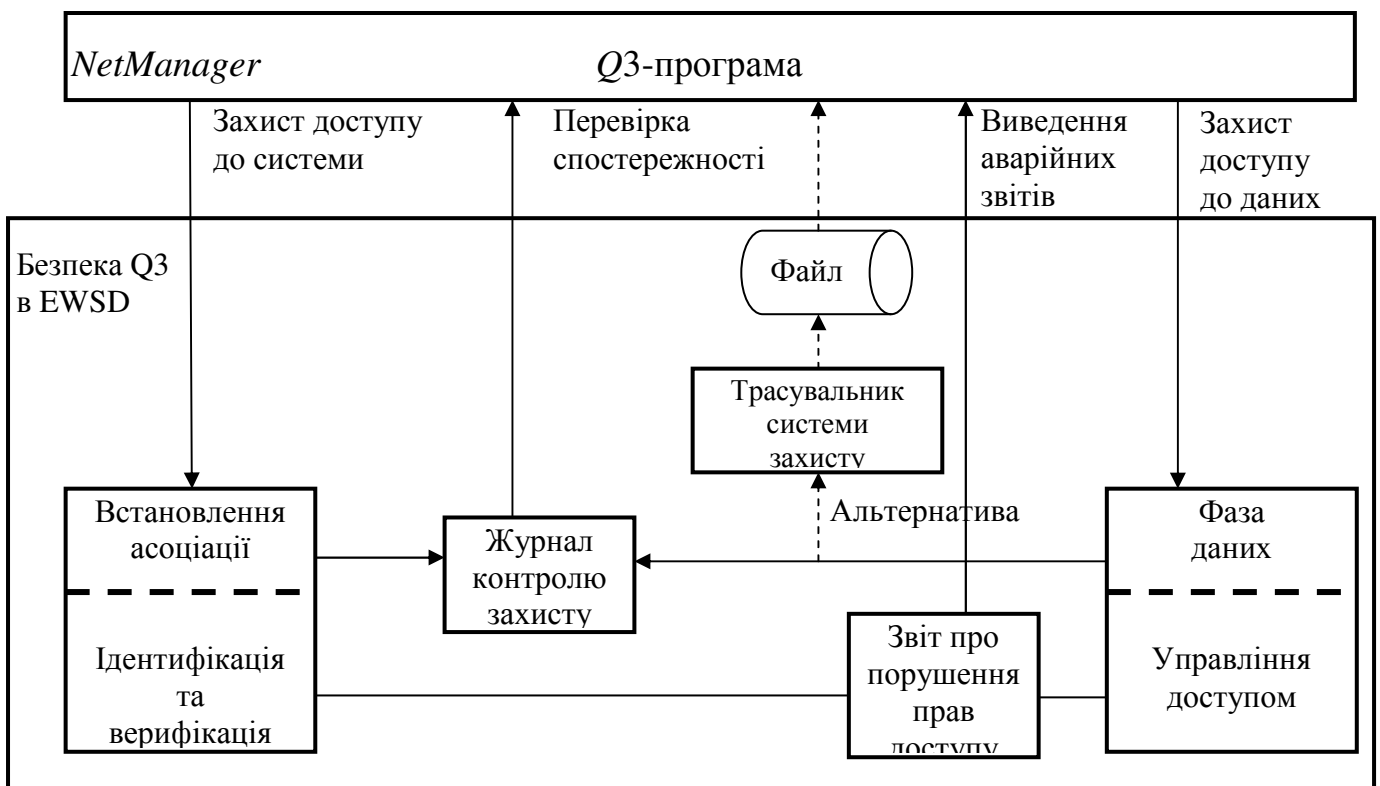 NetManager Q3-програма
Захист доступу
до системи
Перевірка
спостережності
Виведення
аварійних
звітів
Захист
доступу
до даних
Безпека Q3
в EWSD
Файл
Трасувальник
системи
захисту
Альтернатива
Встановлення
асоціації
Ідентифікація
та
верифікація
Журнал
контролю
захисту
Звіт про
порушення
прав
доступу
Фаза
даних
Управління
доступом